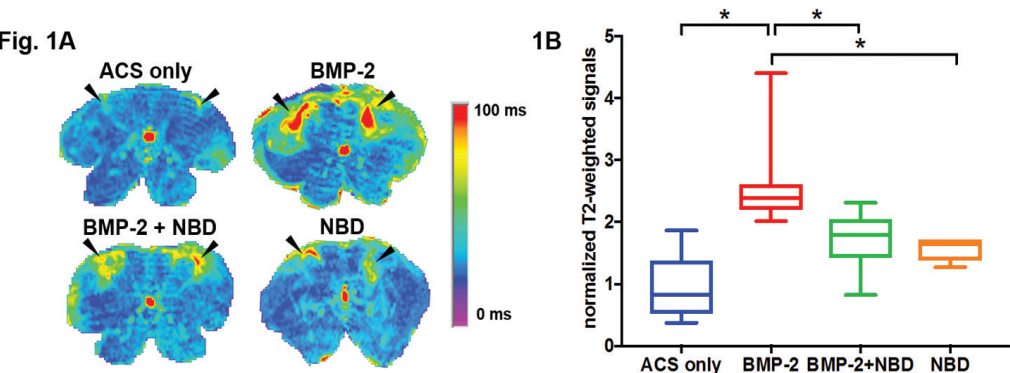 Fig. 1A
ACS only
BMP-2
100 ms
BMP-2 + NBD
NBD
0 ms
1B
* * *
normalized T2-weighted signals
5
4
3
2
1
0
ACS only BMP-2 BMP-2+NBD NBD